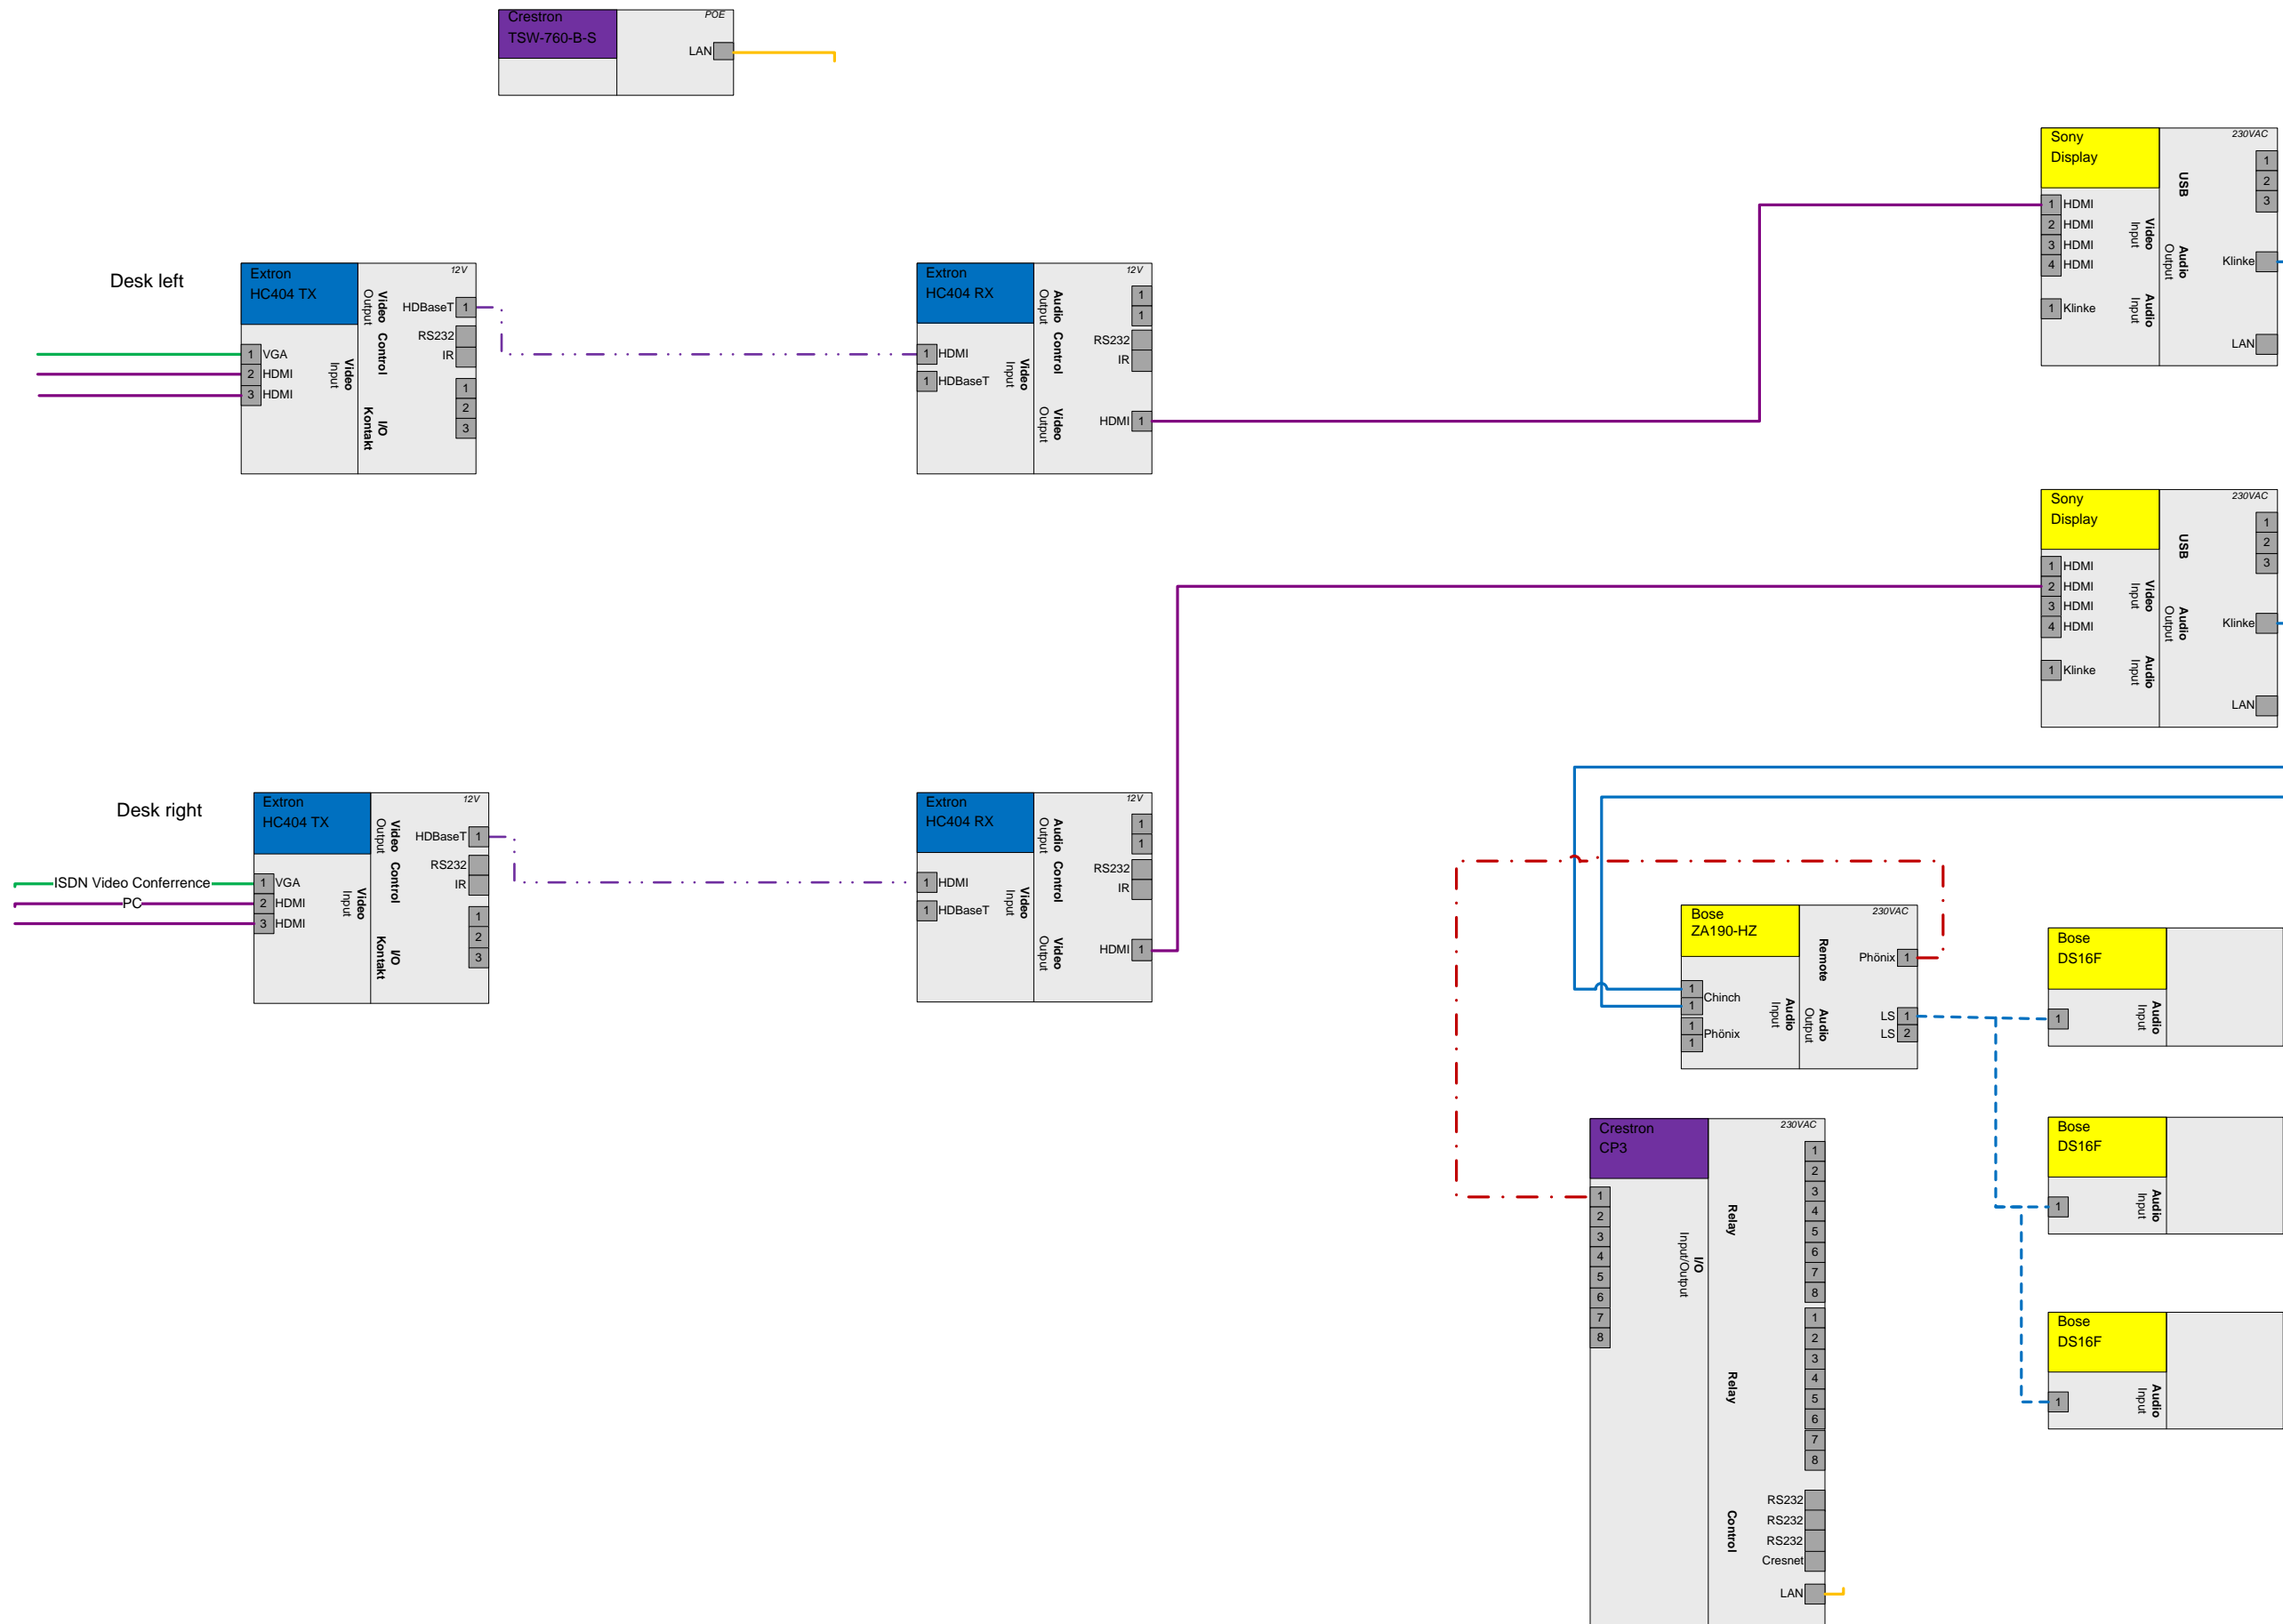 Crestron
TSW-760-B-S
POE
LAN
Sony
Display
230VAC
USB
1
2
3
1 HDMI
2 HDMI
3 HDMI
4 HDMI
Video
Input
Audio
Output
Klinke
1 Klinke
Audio
Input
LAN
Desk left
Extron
HC404 TX
12V
Video
Output
HDBaseT 1
Control
RS232
IR
1 VGA
2 HDMI
3 HDMI
Video
Input
I/O
Kontakt
1
2
3
Extron
HC404 RX
12V
Audio
Output
1
1
Control
RS232
IR
1 HDMI
1 HDBaseT
Video
Input
Video
Output
HDMI 1
Sony
Display
230VAC
USB
1
2
3
1 HDMI
2 HDMI
3 HDMI
4 HDMI
Video
Input
Audio
Output
Klinke
1 Klinke
Audio
Input
LAN
Desk right
Extron
HC404 TX
12V
Video
Output
HDBaseT 1
Control
RS232
IR
ISDN Video Conferrence
PC
1 VGA
2 HDMI
3 HDMI
Video
Input
I/O
Kontakt
1
2
3
Extron
HC404 RX
12V
Audio
Output
1
1
Control
RS232
IR
1 HDMI
1 HDBaseT
Video
Input
Video
Output
HDMI 1
Bose
ZA190-HZ
230VAC
Remote
Phönix 1
1
1
Chinch
1
1
Phönix
Audio
Input
Audio
Output
LS 1
LS 2
Bose
DS16F
1
Audio
Input
Bose
DS16F
1
Audio
Input
Bose
DS16F
1
Audio
Input
Crestron
CP3
230VAC
1
2
3
4
5
6
7
8
I/O
Input/Output
Relay
1
2
3
4
5
6
7
8
Relay
1
2
3
4
5
6
7
8
Control
RS232
RS232
RS232
Cresnet
LAN